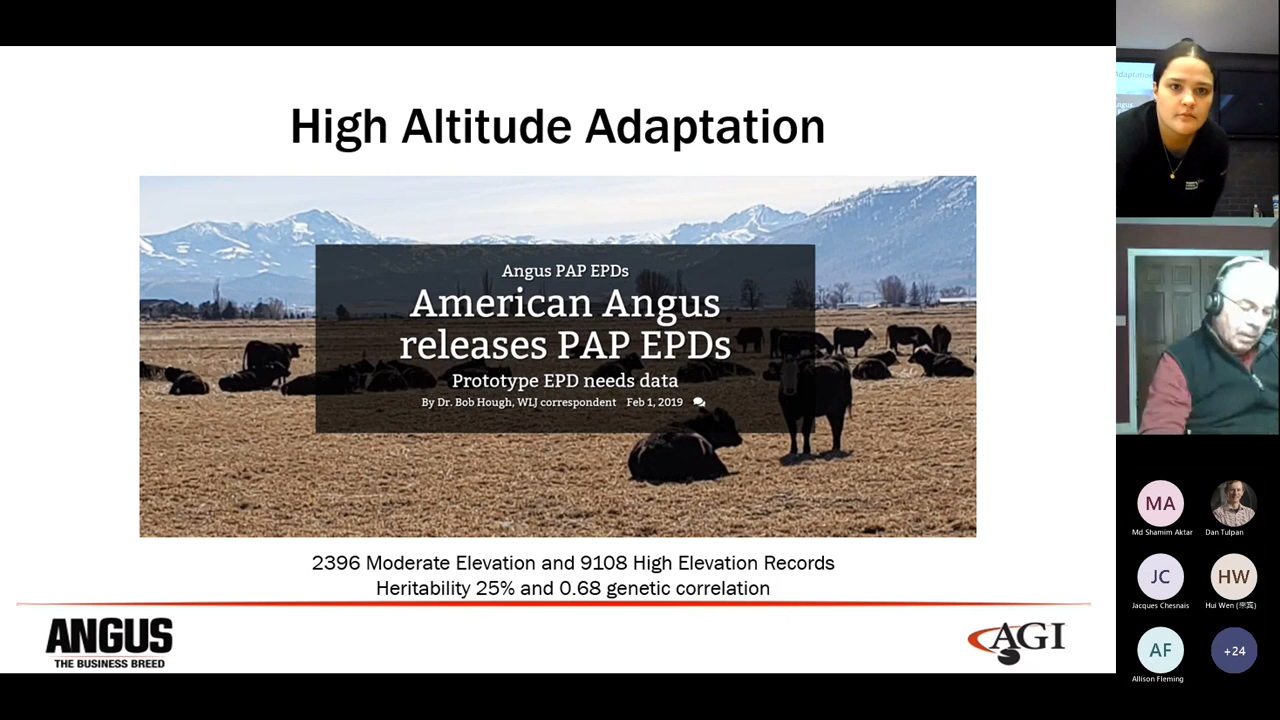 High Altitude Adaptation
Angus PAP EPDs
American Angus
releases PAP EPDs
Prototype EPD needs data
By Dr. Bob Hough, WLJ correspondent Feb 1, 2019
2396 Moderate Elevation and 9108 High Elevation Records
Heritability 25% and 0.68 genetic correlation
ANGUS
THE BUSINESS BREED
AGI
Adaptation
MA
Md Shamim Aktar
Dan Tulpan
JC
Jacques Chesnais
HW
Hui Wen
AF
Allison Fleming
+24